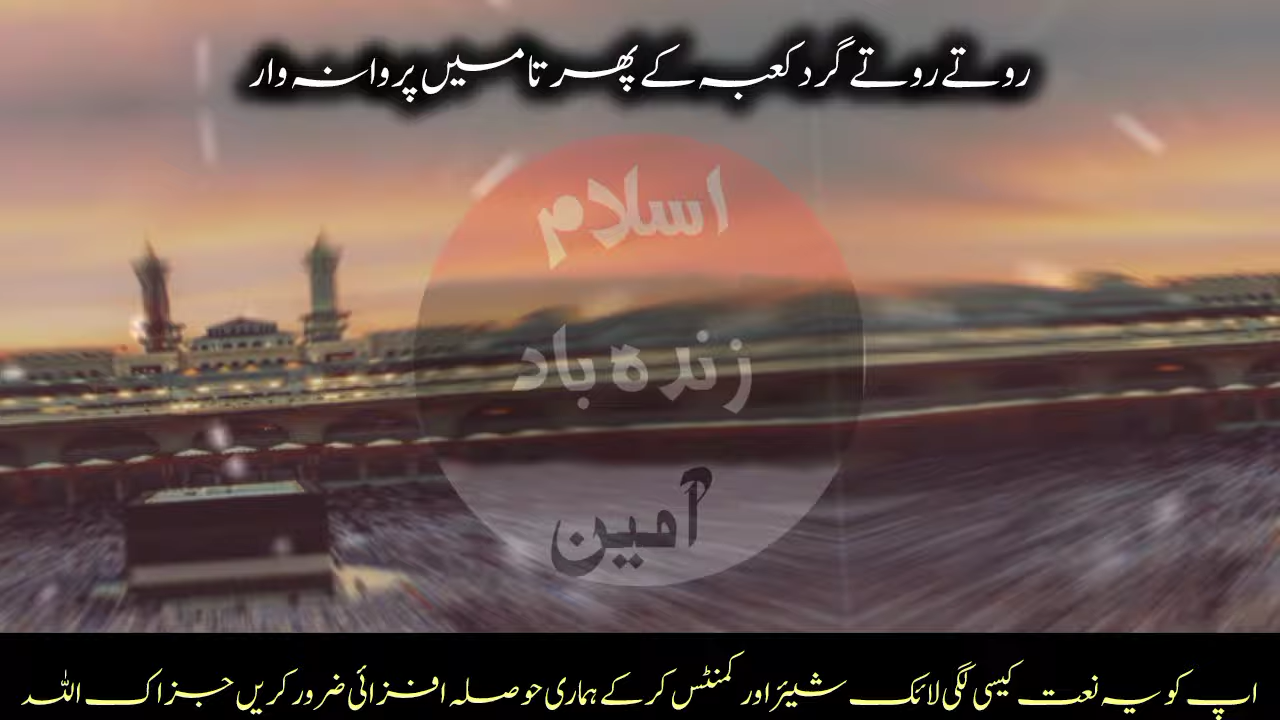 روتے روتے گرد کعبہ کے پھرتا میں پروانہ وار
اسلام
زندہ باد
آمین
اپ کو یہ نعت کیسی لگی لائک شیئر اور کمنٹس کر کے ہماری حوصلہ افزائی ضرور کریں جزاک اللہ